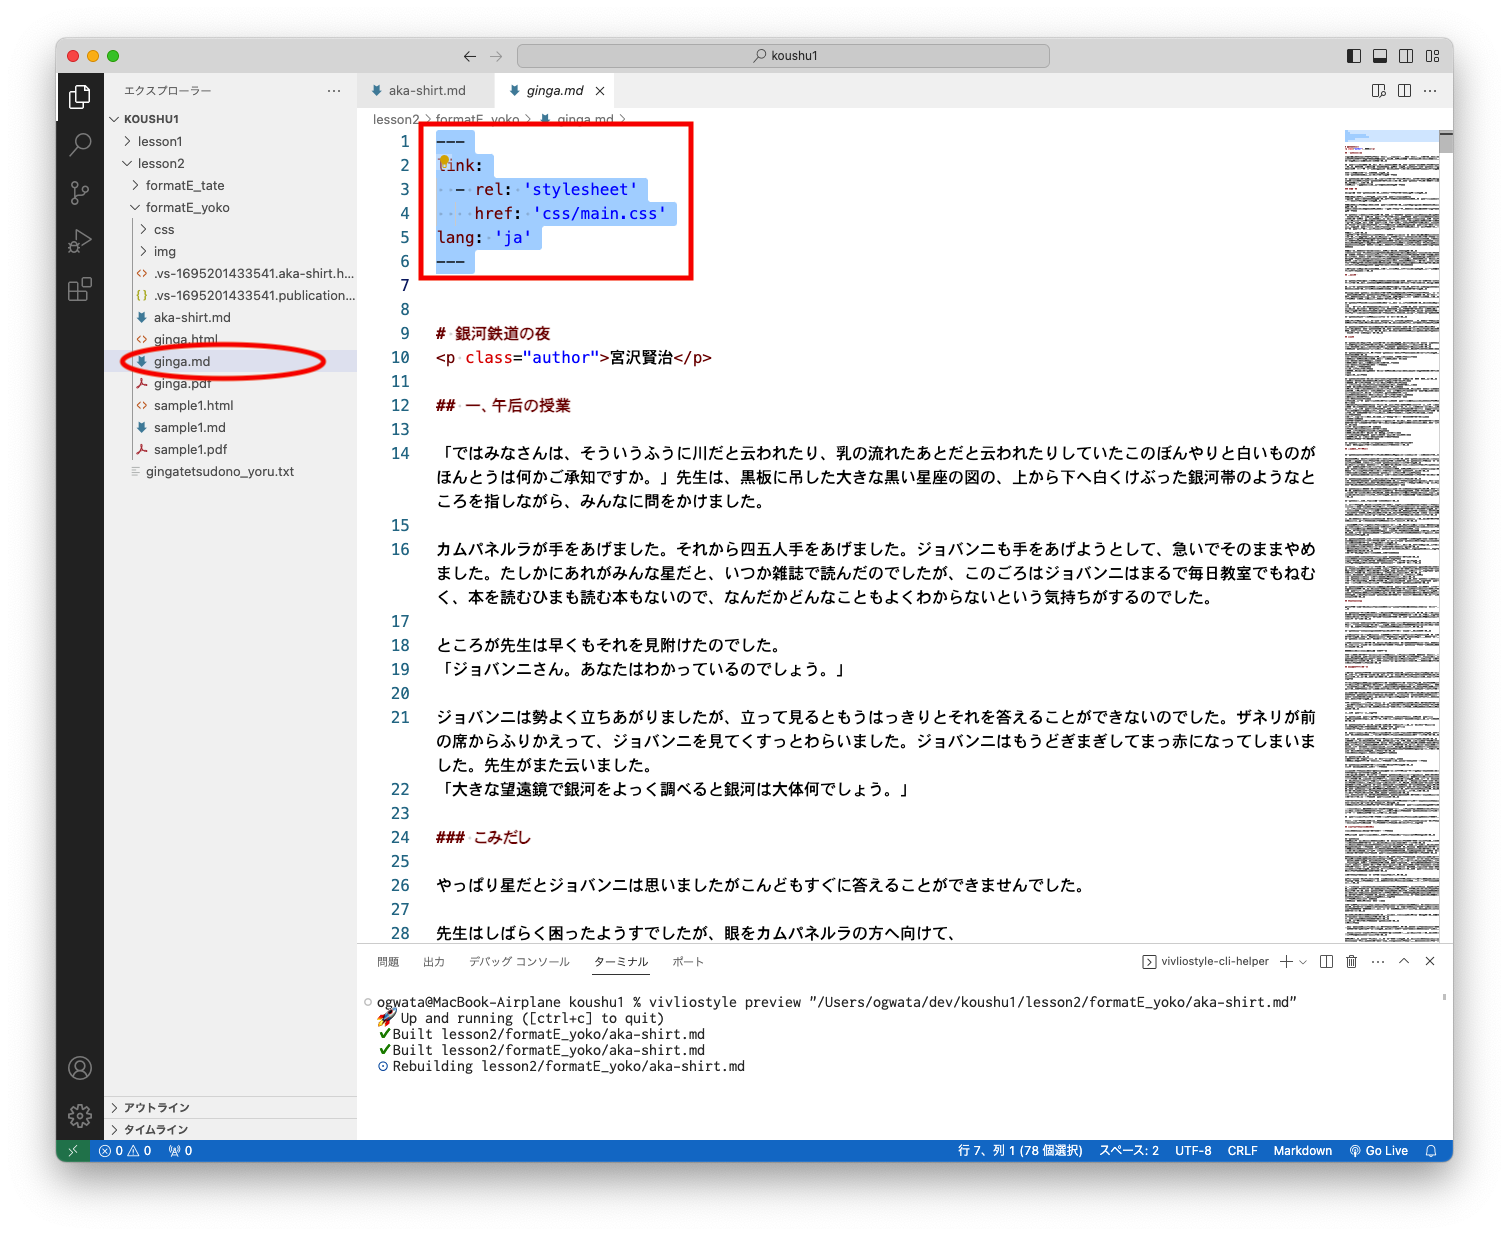 koushu1
エクスプローラー
KOUSHU1
lesson1
lesson2
formatE_tate
formatE_yoko
css
img
.vs-1695201433541.aka-shirt.h...
.vs-1695201433541.publication...
aka-shirt.md
ginga.html
ginga.md
ginga.pdf
sample1.html
sample1.md
sample1.pdf
gingatetsudono_yoru.txt
アウトライン
タイムライン
aka-shirt.md
ginga.md
lesson2 > formatE_yoko > ginga.md >
1 ---
2 link:
3 - rel: 'stylesheet'
4 href: 'css/main.css'
5 lang: 'ja'
6 ---
7
8
9 # 銀河鉄道の夜
10 <p class="author">宮沢賢治</p>
11
12 ## 一、午后の授業
13
14 「ではみなさんは、そういうふうに川だと云われたり、乳の流れたあとだと云われたりしていたこのぼんやりと白いものが
ほんとうは何かご承知ですか。」先生は、黒板に吊した大きな黒い星座の図の、上から下へ白くけぶった銀河帯のようなと
ころを指しながら、みんなに問をかけました。
15
16 カムパネルラが手をあげました。それから四五人手をあげました。ジョバンニも手をあげようとして、急いでそのままやめ
ました。たしかにあれがみんな星だと、いつか雑誌で読んだのでしたが、このごろはジョバンニはまるで毎日教室でもねむ
く、本を読むひまも読む本もないので、なんだかどんなこともよくわからないという気持ちがするのでした。
17
18 ところが先生は早くもそれを見附けたのでした。
19 「ジョバンニさん。あなたはわかっているのでしょう。」
20
21 ジョバンニは勢よく立ちあがりましたが、立って見るともうはっきりとそれを答えることができないのでした。ザネリが前
の席からふりかえって、ジョバンニを見てくすっとわらいました。ジョバンニはもうどぎまぎしてまっ赤になってしまいま
した。先生がまた云いました。
22 「大きな望遠鏡で銀河をよっく調べると銀河は大体何でしょう。」
23
24 ### こみだし
25
26 やっぱり星だとジョバンニは思いましたがこんどもすぐに答えることができませんでした。
27
28 先生はしばらく困ったようすでしたが、眼をカムパネルラの方へ向けて、
問題 出力 デバッグ コンソール ターミナル ポート
vivliostyle-cli-helper
ogwata@MacBook-Airplane koushu1 % vivliostyle preview "/Users/ogwata/dev/koushu1/lesson2/formatE_yoko/aka-shirt.md"
🚀 Up and running ([ctrl+c] to quit)
✔ Built lesson2/formatE_yoko/aka-shirt.md
✔ Built lesson2/formatE_yoko/aka-shirt.md
Rebuilding lesson2/formatE_yoko/aka-shirt.md
0 0 0 行 7、列 1 (78 個選択) スペース: 2 UTF-8 CRLF Markdown Go Live